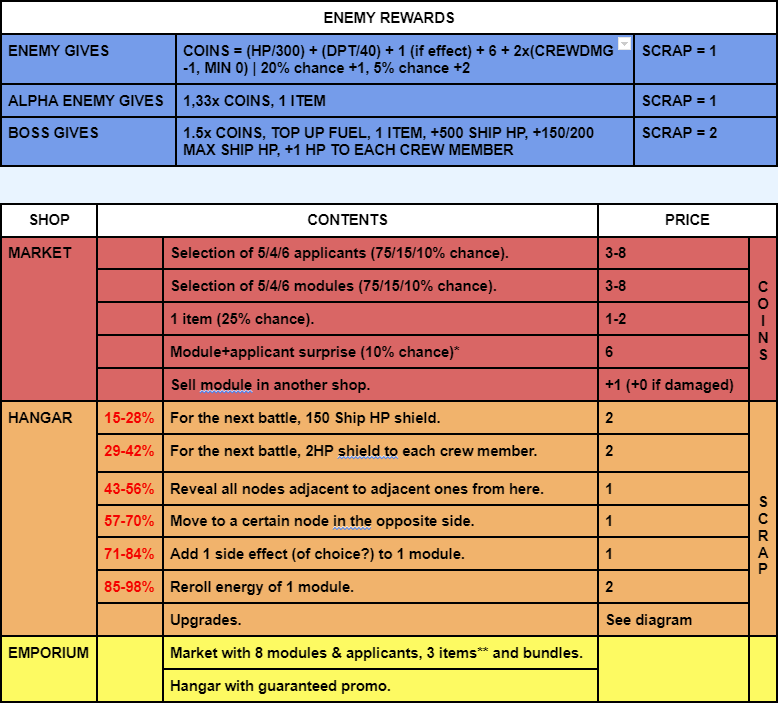 ENEMY REWARDS
ENEMY GIVES
COINS = (HP/300) + (DPT/40) + 1 (if effect) + 6 + 2x(CREWDMG
-1, MIN 0) | 20% chance +1, 5% chance +2
SCRAP = 1
ALPHA ENEMY GIVES
1,33x COINS, 1 ITEM
SCRAP = 1
BOSS GIVES
1.5x COINS, TOP UP FUEL, 1 ITEM, +500 SHIP HP, +150/200
MAX SHIP HP, +1 HP TO EACH CREW MEMBER
SCRAP = 2
SHOP
CONTENTS
PRICE
MARKET
Selection of 5/4/6 applicants (75/15/10% chance).
3-8
Selection of 5/4/6 modules (75/15/10% chance).
3-8
1 item (25% chance).
1-2
Module+applicant surprise (10% chance)*
6
Sell module in another shop.
+1 (+0 if damaged)
COINS
HANGAR
15-28%
For the next battle, 150 Ship HP shield.
2
29-42%
For the next battle, 2HP shield to each crew member.
2
43-56%
Reveal all nodes adjacent to adjacent ones from here.
1
57-70%
Move to a certain node in the opposite side.
1
71-84%
Add 1 side effect (of choice?) to 1 module.
1
85-98%
Reroll energy of 1 module.
2
Upgrades.
See diagram
SCRAP
EMPORIUM
Market with 8 modules & applicants, 3 items** and bundles.
Hangar with guaranteed promo.